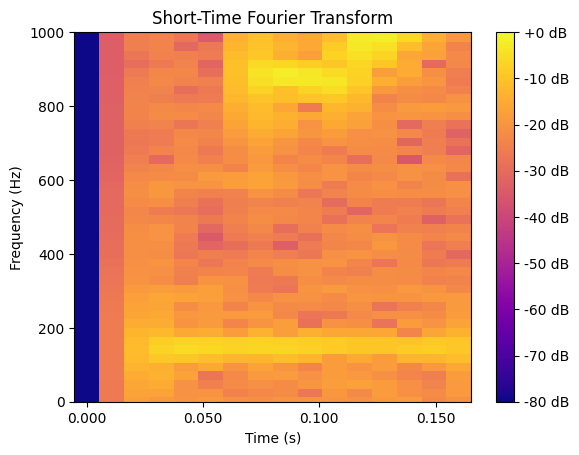 Short-Time Fourier Transform
1000
800
600
400
200
0
Frequency (Hz)
0.000
0.050
0.100
0.150
Time (s)
+0 dB
-10 dB
-20 dB
-30 dB
-40 dB
-50 dB
-60 dB
-70 dB
-80 dB